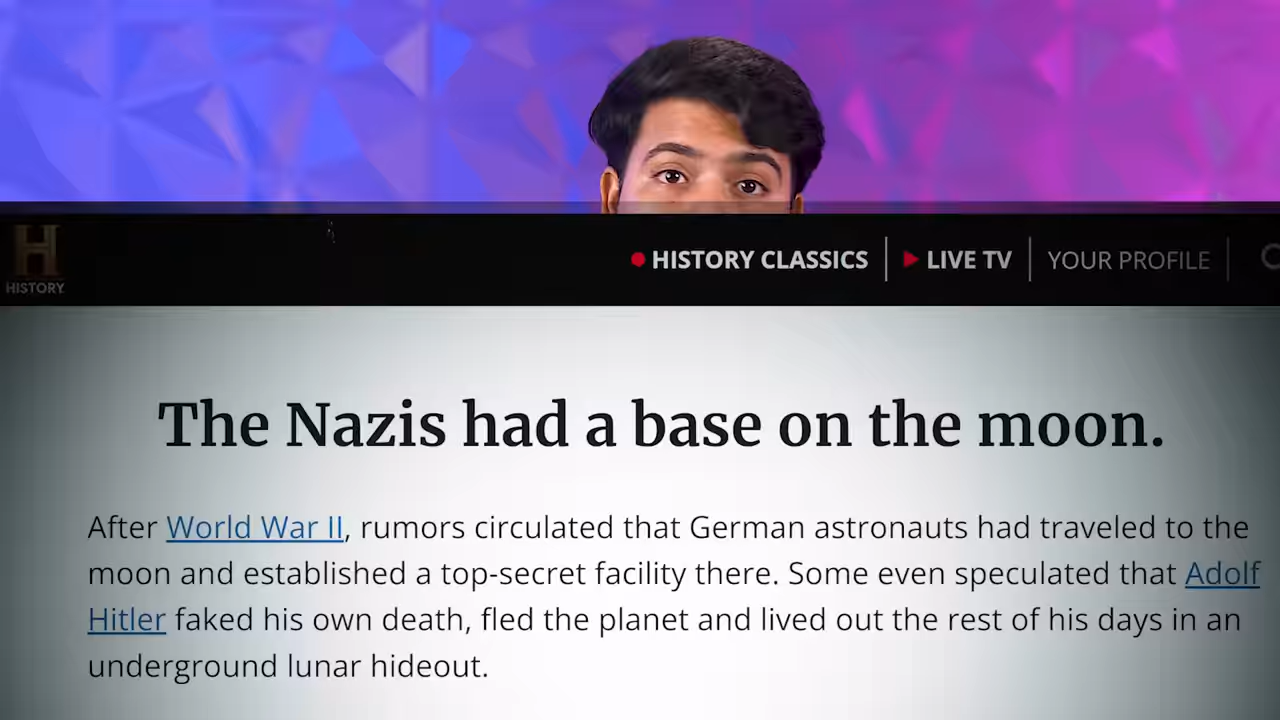 HISTORY
HISTORY CLASSICS
LIVE TV
YOUR PROFILE
The Nazis had a base on the moon.
After World War II, rumors circulated that German astronauts had traveled to the
moon and established a top-secret facility there. Some even speculated that Adolf
Hitler faked his own death, fled the planet and lived out the rest of his days in an
underground lunar hideout.